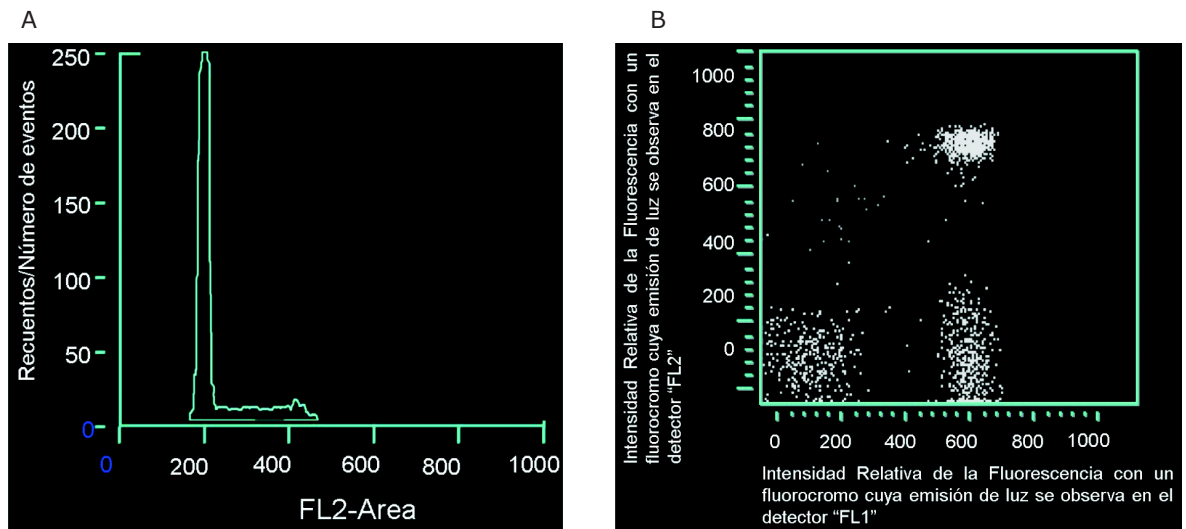 A
250
200
150
100
50
0
Recuentos/Número de eventos
0
200
400
600
800
1000
FL2-Area
B
Intensidad Relativa de la Fluorescencia con un
fluorocromo cuya emisión de luz se observa en el
detector “FL2”
1000
800
600
400
200
0
0
200
400
600
800
1000
Intensidad Relativa de la Fluorescencia con un
fluorocromo cuya emisión de luz se observa en el
detector “FL1”